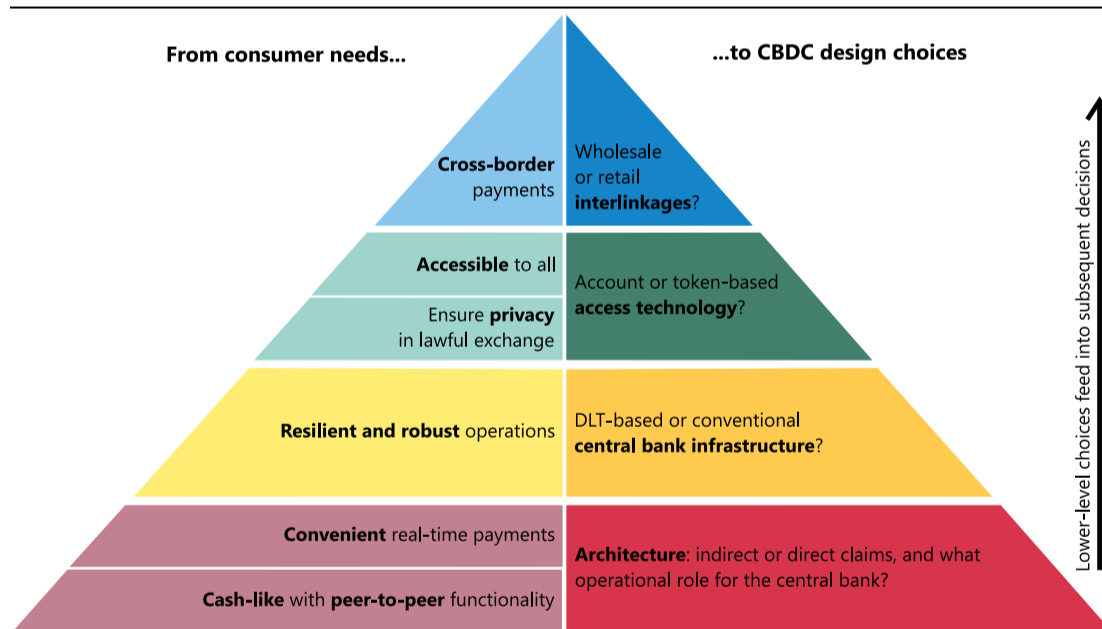 From consumer needs...
...to CBDC design choices
Cross-border
payments
Wholesale
or retail
interlinkages?
Accessible to all
Ensure privacy
in lawful exchange
Account or token-based
access technology?
Resilient and robust operations
DLT-based or conventional
central bank infrastructure?
Convenient real-time payments
Cash-like with peer-to-peer functionality
Architecture: indirect or direct claims, and what
operational role for the central bank?
Lower-level choices feed into subsequent decisions